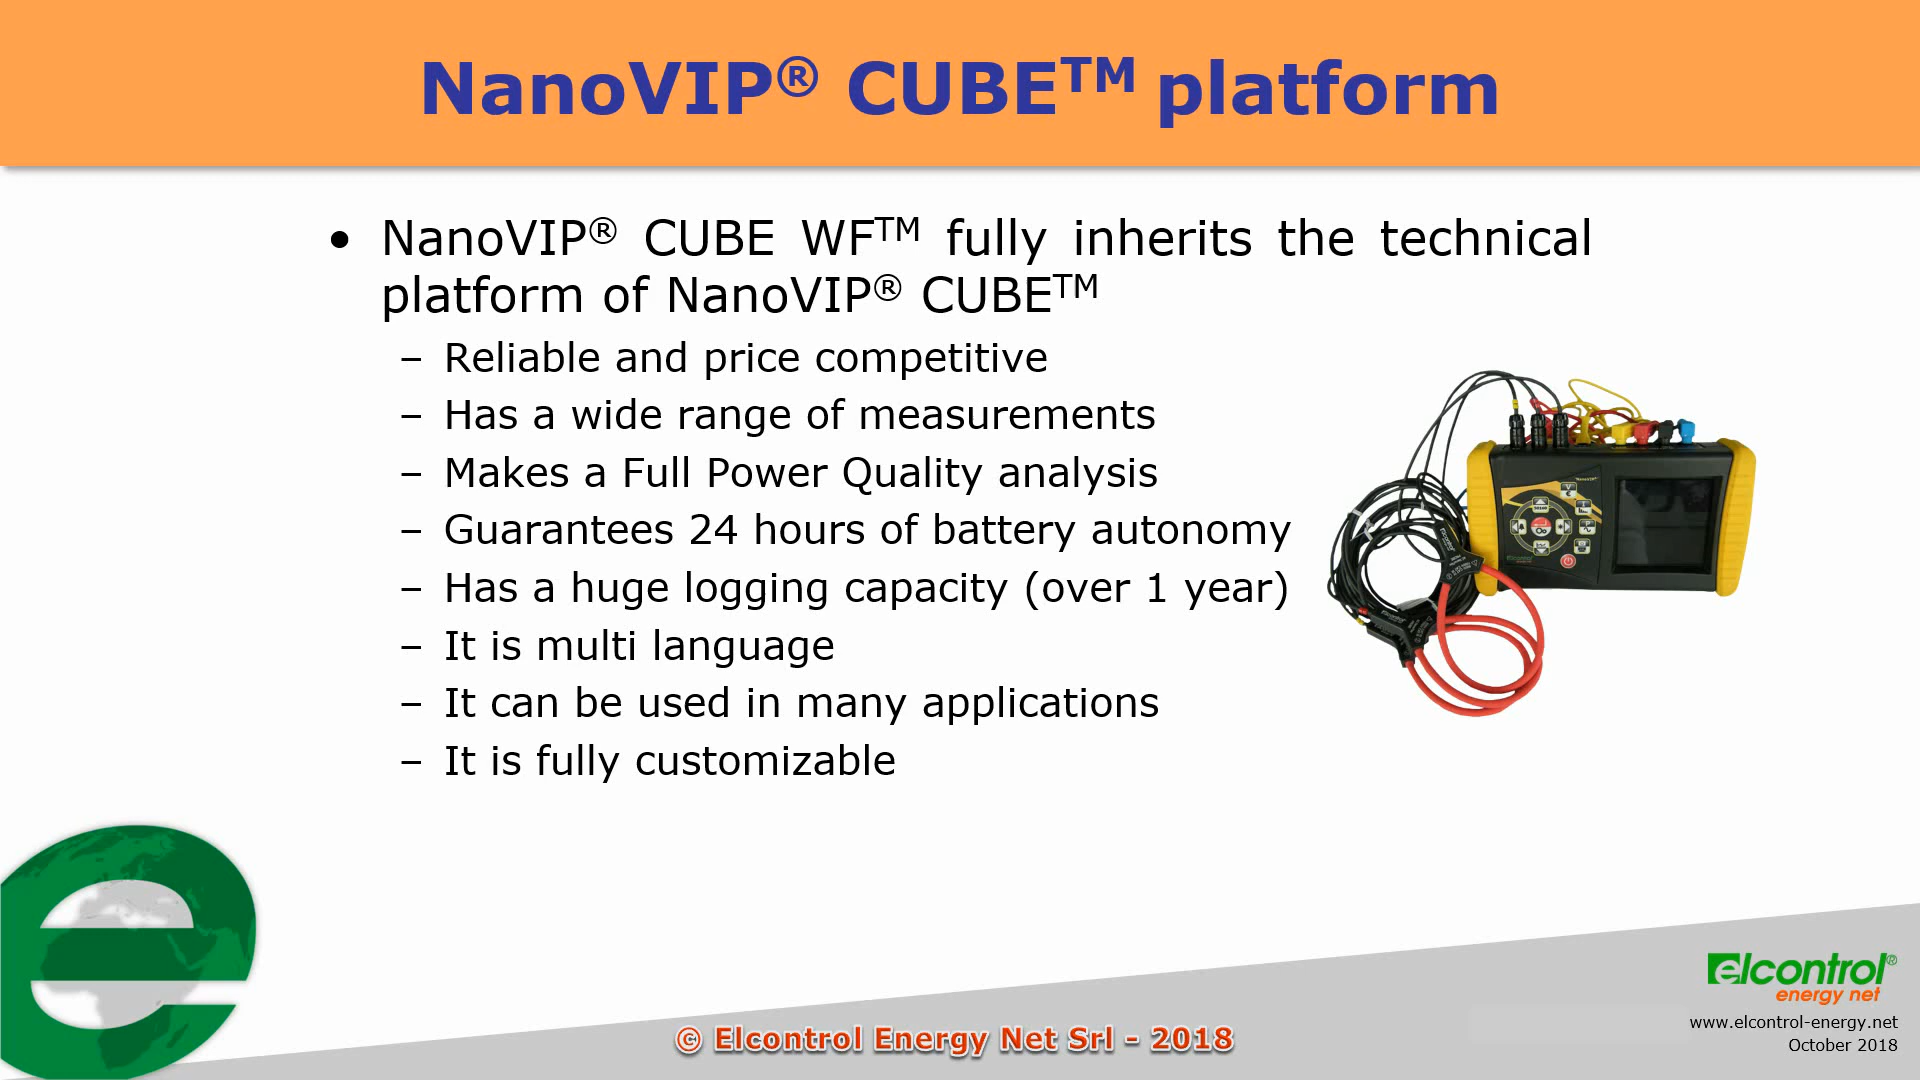 NanoVIP® CUBE™ platform
• NanoVIP® CUBE WF™ fully inherits the technical
platform of NanoVIP® CUBE™
– Reliable and price competitive
– Has a wide range of measurements
– Makes a Full Power Quality analysis
– Guarantees 24 hours of battery autonomy
– Has a huge logging capacity (over 1 year)
– It is multi language
– It can be used in many applications
– It is fully customizable
elcontrol®
energy net
www.elcontrol-energy.net
October 2018
© Elcontrol Energy Net Srl - 2018